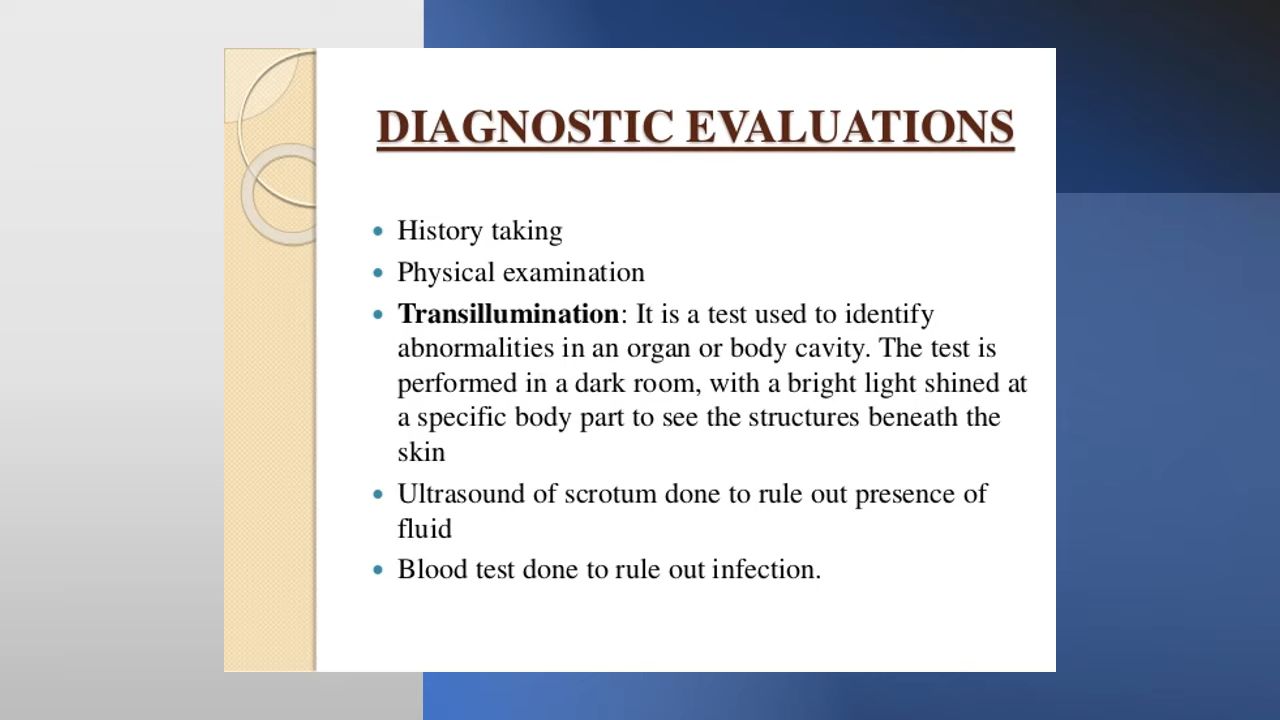 DIAGNOSTIC EVALUATIONS
• History taking
• Physical examination
• Transillumination: It is a test used to identify
abnormalities in an organ or body cavity. The test is
performed in a dark room, with a bright light shined at
a specific body part to see the structures beneath the
skin
• Ultrasound of scrotum done to rule out presence of
fluid
• Blood test done to rule out infection.